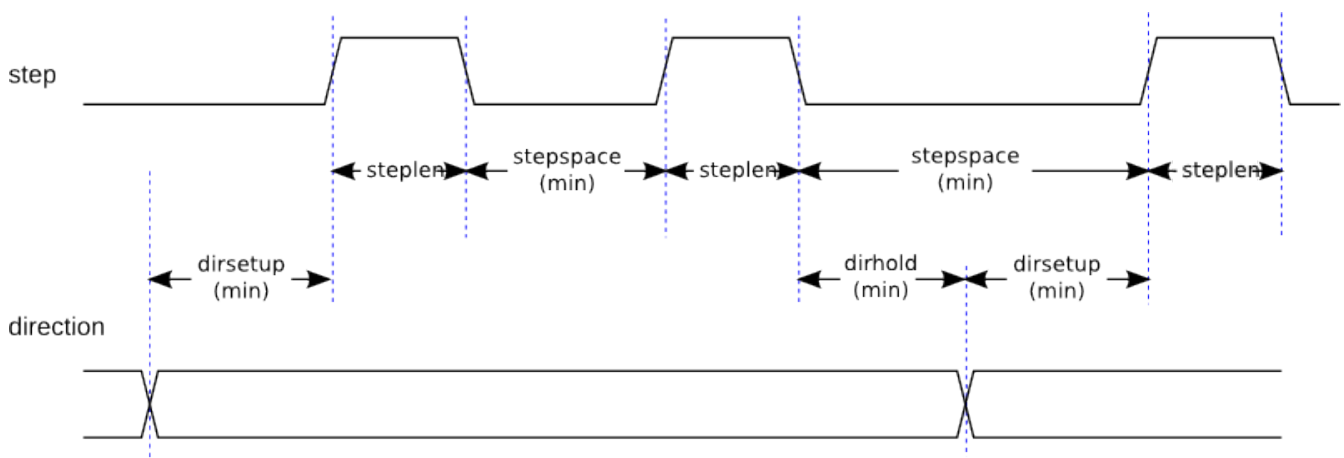 step
steplen
stepspace
(min)
steplen
stepspace
(min)
steplen
dirsetup
(min)
dirhold
(min)
dirsetup
(min)
direction